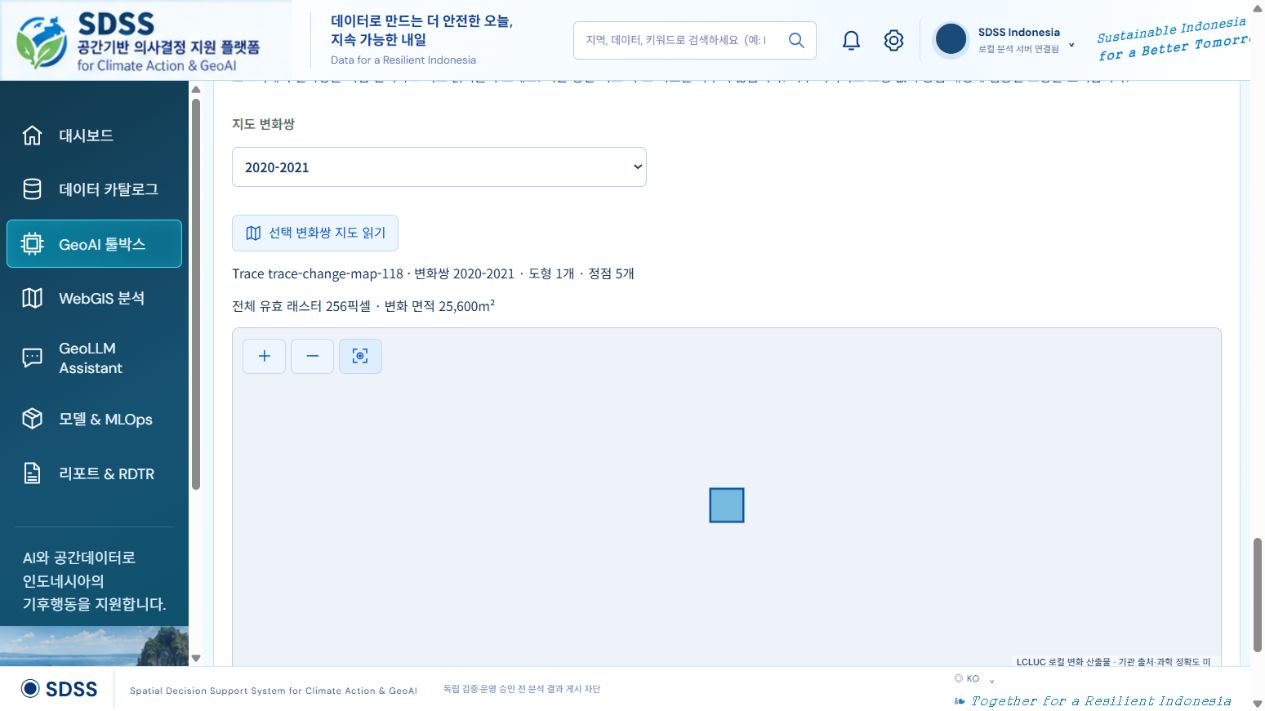 SDSS
공간기반 의사결정 지원 플랫폼
for Climate Action & GeoAI
데이터로 만드는 더 안전한 오늘,
지속 가능한 내일
Data for a Resilient Indonesia
지역, 데이터, 키워드로 검색하세요 (예:
SDSS Indonesia
로컬 분석 서버 연결됨
Sustainable Indonesia
for a Better Tomorr
대시보드
데이터 카탈로그
GeoAI 툴박스
WebGIS 분석
GeoLLM
Assistant
모델 & MLOps
리포트 & RDTR
AI와 공간데이터로
인도네시아의
기후행동을 지원합니다.
지도 변화쌍
2020-2021
선택 변화쌍 지도 읽기
Trace trace-change-map-118 · 변화쌍 2020-2021 · 도형 1개 · 정점 5개
전체 유효 래스터 256픽셀 · 변화 면적 25,600m²
LCLUC 로컬 변화 산출물 · 기관 출처·과학 정확도 미
SDSS
Spatial Decision Support System for Climate Action & GeoAI
독립 검증·운영 승인 전 분석 결과 게시 차단
KO
Together for a Resilient Indonesia